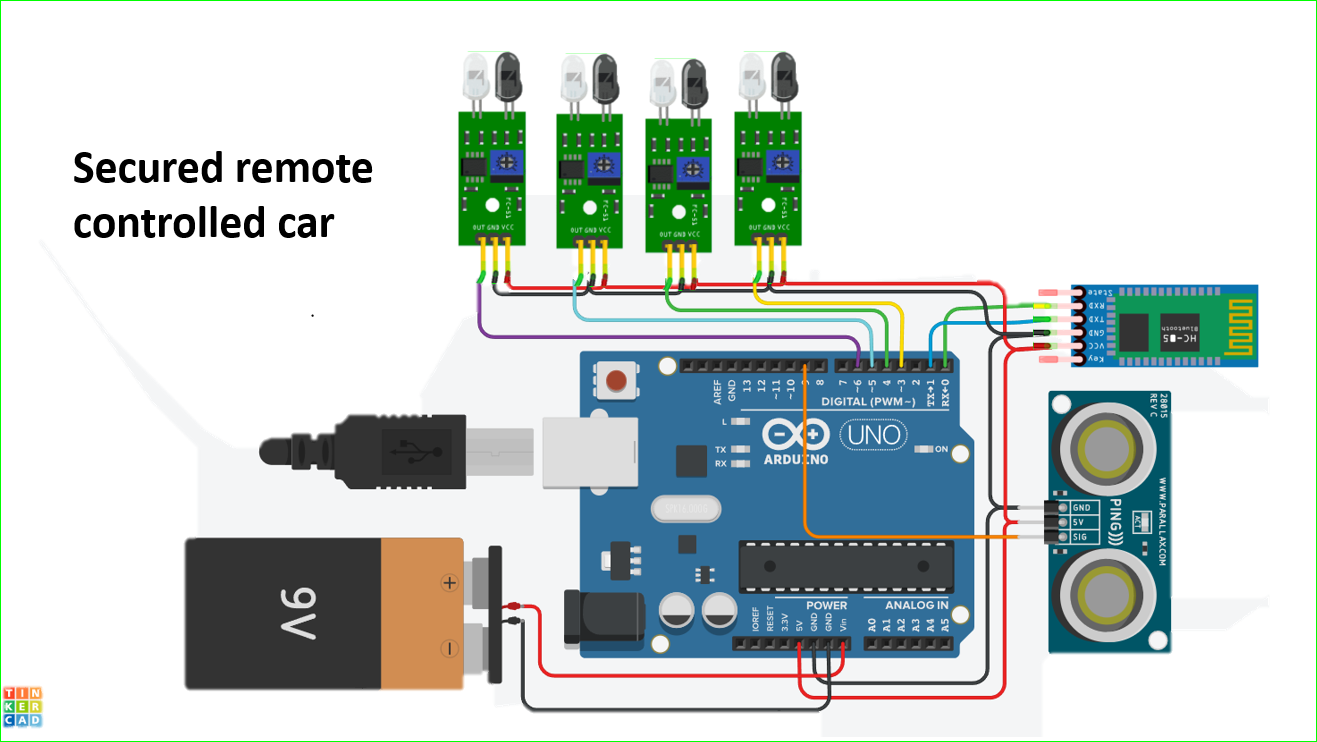 Secured remote
controlled car
FC-51
OUT GND VCC
FC-51
OUT GND VCC
FC-51
OUT GND VCC
FC-51
OUT GND VCC
State
RXD
TXD
GND
VCC
Key
HC-05
Bluetooth
AREF
GND
13
12
~11
~10
9
8
7
~6
~5
4
~3
2
TX→1
RX←0
DIGITAL (PWM~)
L
TX
RX
ARDUINO
UNO
ON
28015
REV C
PING)))
WWW.PARALLAX.COM
ACT
GND
5V
SIG
9V
+
−
POWER
ANALOG IN
IOREF
RESET
3.3V
5V
GND
GND
Vin
A0
A1
A2
A3
A4
A5
TIN
KER
CAD